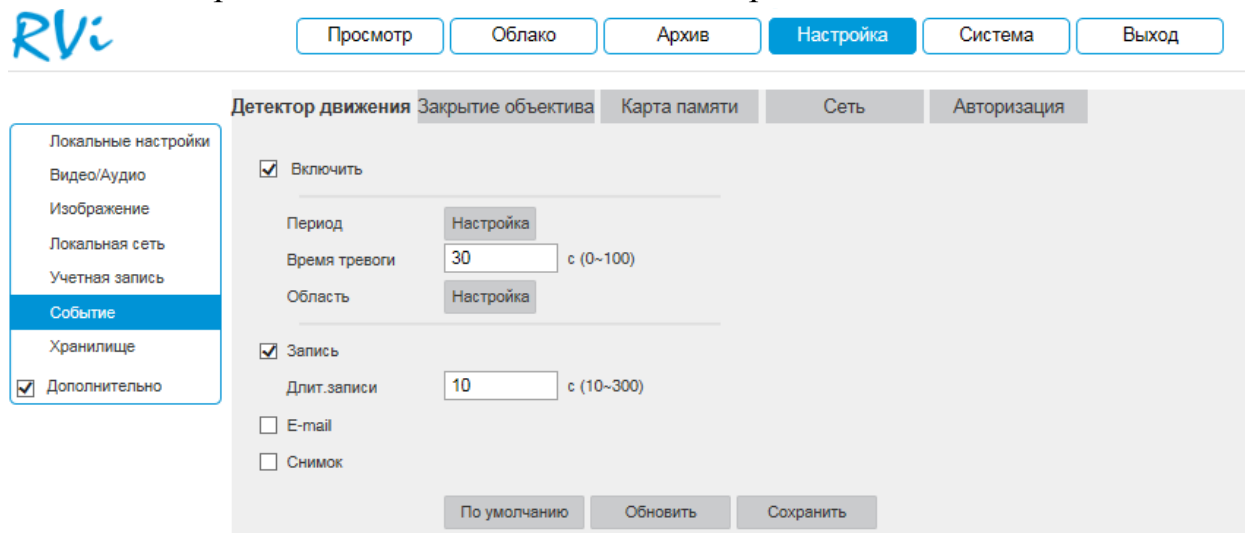 RVi
Просмотр Облако Архив Настройка Система Выход
Детектор движения Закрытие объектива Карта памяти Сеть Авторизация
Локальные настройки
Видео/Аудио
Изображение
Локальная сеть
Учетная запись
Событие
Хранилище
Дополнительно
Включить
Период Настройка
Время тревоги 30 с (0~100)
Область Настройка
Запись
Длит.записи 10 с (10~300)
E-mail
Снимок
По умолчанию Обновить Сохранить